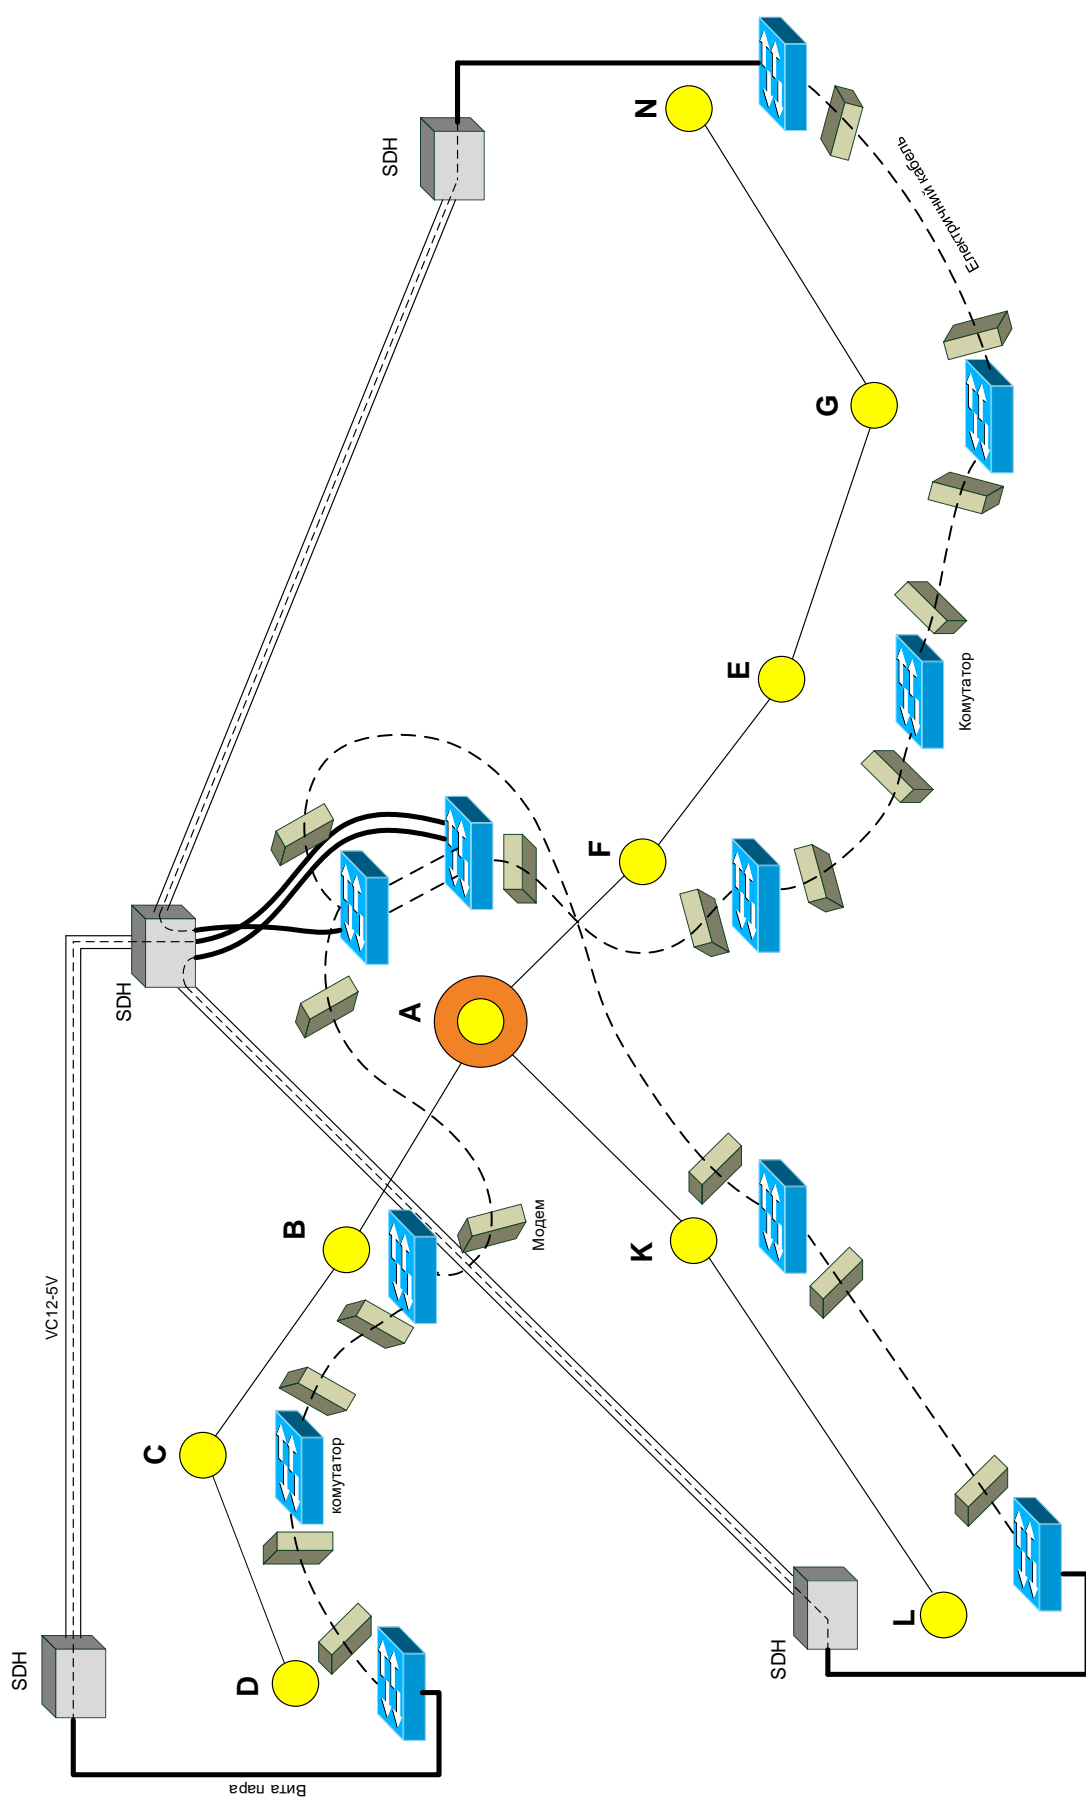 SDH
VC12-5V
SDH
C
D
Вита пара
B
комутатор
SDH
A
Модем
F
K
N
E
SDH
G
L
Електричний кабель
Комутатор